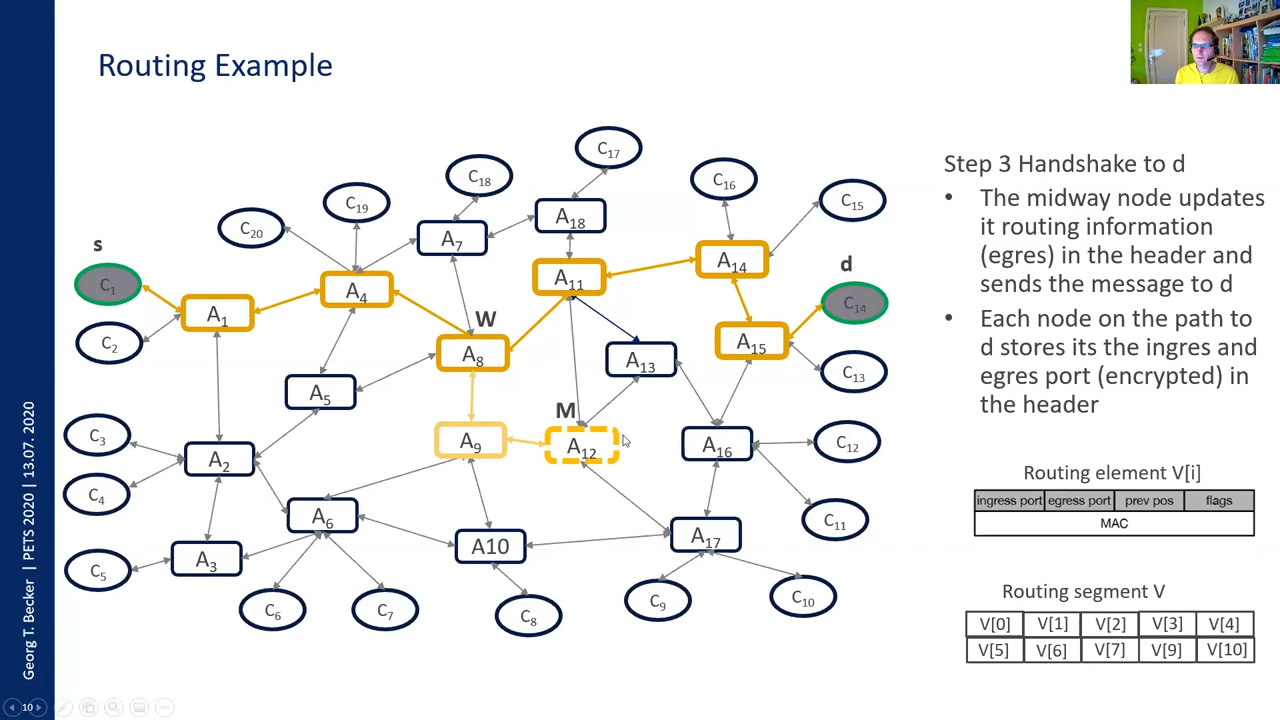 Routing Example
C17
C18
C16
C19
C15
A18
C20
A7
s
A14
d
A11
C1
A4
C14
A1
W
C2
A8
A15
A13
C13
A5
M
C3
A9
A12
A16
C12
A2
C4
C11
A6
A17
A10
A3
C5
C9
C10
C6
C7
C8
Step 3 Handshake to d
• The midway node updates
it routing information
(egres) in the header and
sends the message to d
• Each node on the path to
d stores its the ingres and
egres port (encrypted) in
the header
Routing element V[i]
ingress port egress port prev pos flags
MAC
Routing segment V
V[0] V[1] V[2] V[3] V[4]
V[5] V[6] V[7] V[9] V[10]
Georg T. Becker | PETS 2020 | 13.07. 2020
10